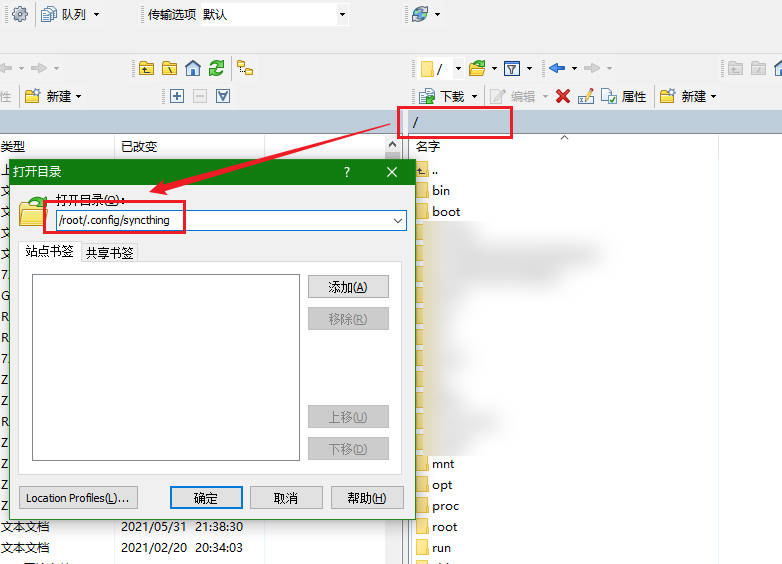 队列 传输选项 默认
/
性 新建 下载 编辑 属性 新建
/
类型 已改变 名字
..
bin
boot
打开目录 ?
打开目录(O):
/root/.config/syncthing
站点书签 共享书签
添加(A)
移除(R)
上移(U)
下移(D)
mnt
opt
proc
Location Profiles(L)... 确定 取消 帮助(H)
文本文档 2021/05/31 21:38:30 root
文本文档 2021/02/20 20:34:03 run